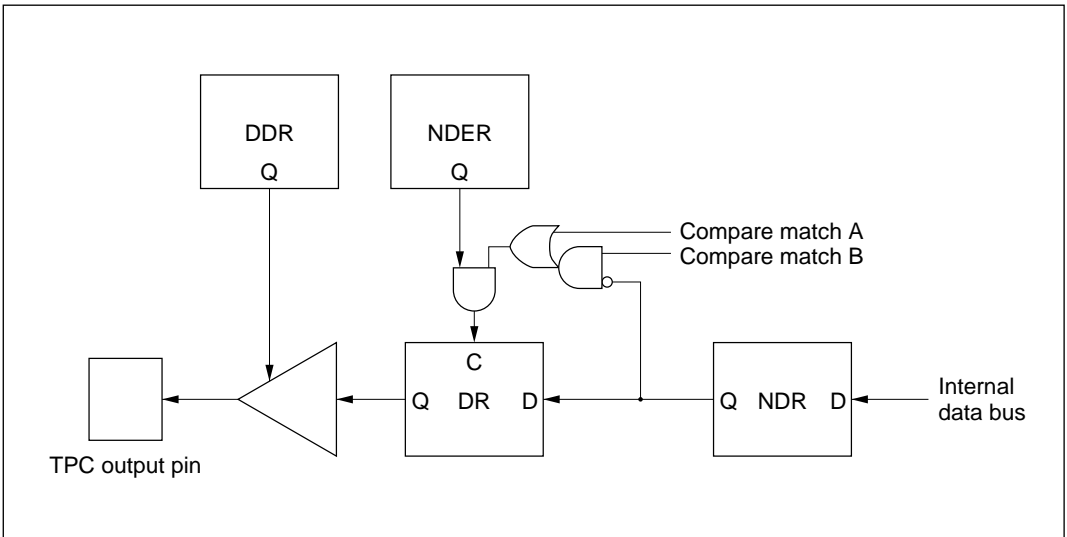 DDR
Q
NDER
Q
Compare match A
Compare match B
C
Q DR D
Q NDR D
Internal
data bus
TPC output pin